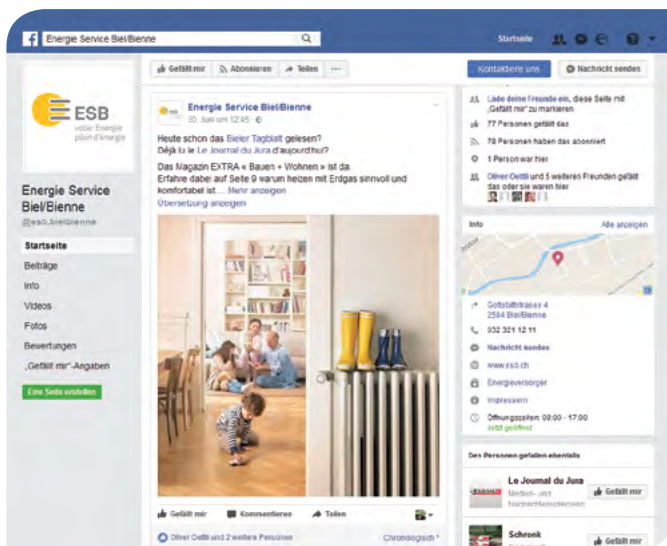 Energie Service Biel/Bienne
Startseite
Gefällt mir
Abonnieren
Teilen
Kontaktiere uns
Nachricht senden
ESB
voller Energie
plein d'énergie
Energie Service
Biel/Bienne
@esb.biel.bienne
Startseite
Beiträge
Info
Videos
Fotos
Bewertungen
„Gefällt mir“-Angaben
Eine Seite erstellen
Energie Service Biel/Bienne
30. Juni um 12:45
Heute schon das Bieler Tagblatt gelesen?
Déjà lu le Le Journal du Jura d'aujourd'hui?
Das Magazin EXTRA « Bauen + Wohnen » ist da.
Erfahre dabei auf Seite 9 warum heizen mit Erdgas sinnvoll und
komfortabel ist… Mehr anzeigen
Übersetzung anzeigen
Gefällt mir
Kommentieren
Teilen
Oliver Oettli und 2 weitere Personen
Chronologisch
Lade deine Freunde ein, diese Seite mit
„Gefällt mir“ zu markieren
77 Personen gefällt das
78 Personen haben das abonniert
1 Person war hier
Oliver Oettli und 5 weiteren Freunden gefällt
das oder sie waren hier
Info
Alle anzeigen
Gottstattstrasse 4
2504 Biel/Bienne
032 321 12 11
Nachricht senden
www.esb.ch
Energieversorger
Impressum
Öffnungszeiten: 08:00 - 17:00
Jetzt geöffnet
Des Personen gefallen ebenfalls
Le Journal du Jura
Medien- und
Gefällt mir
Schronk
Gefällt mir